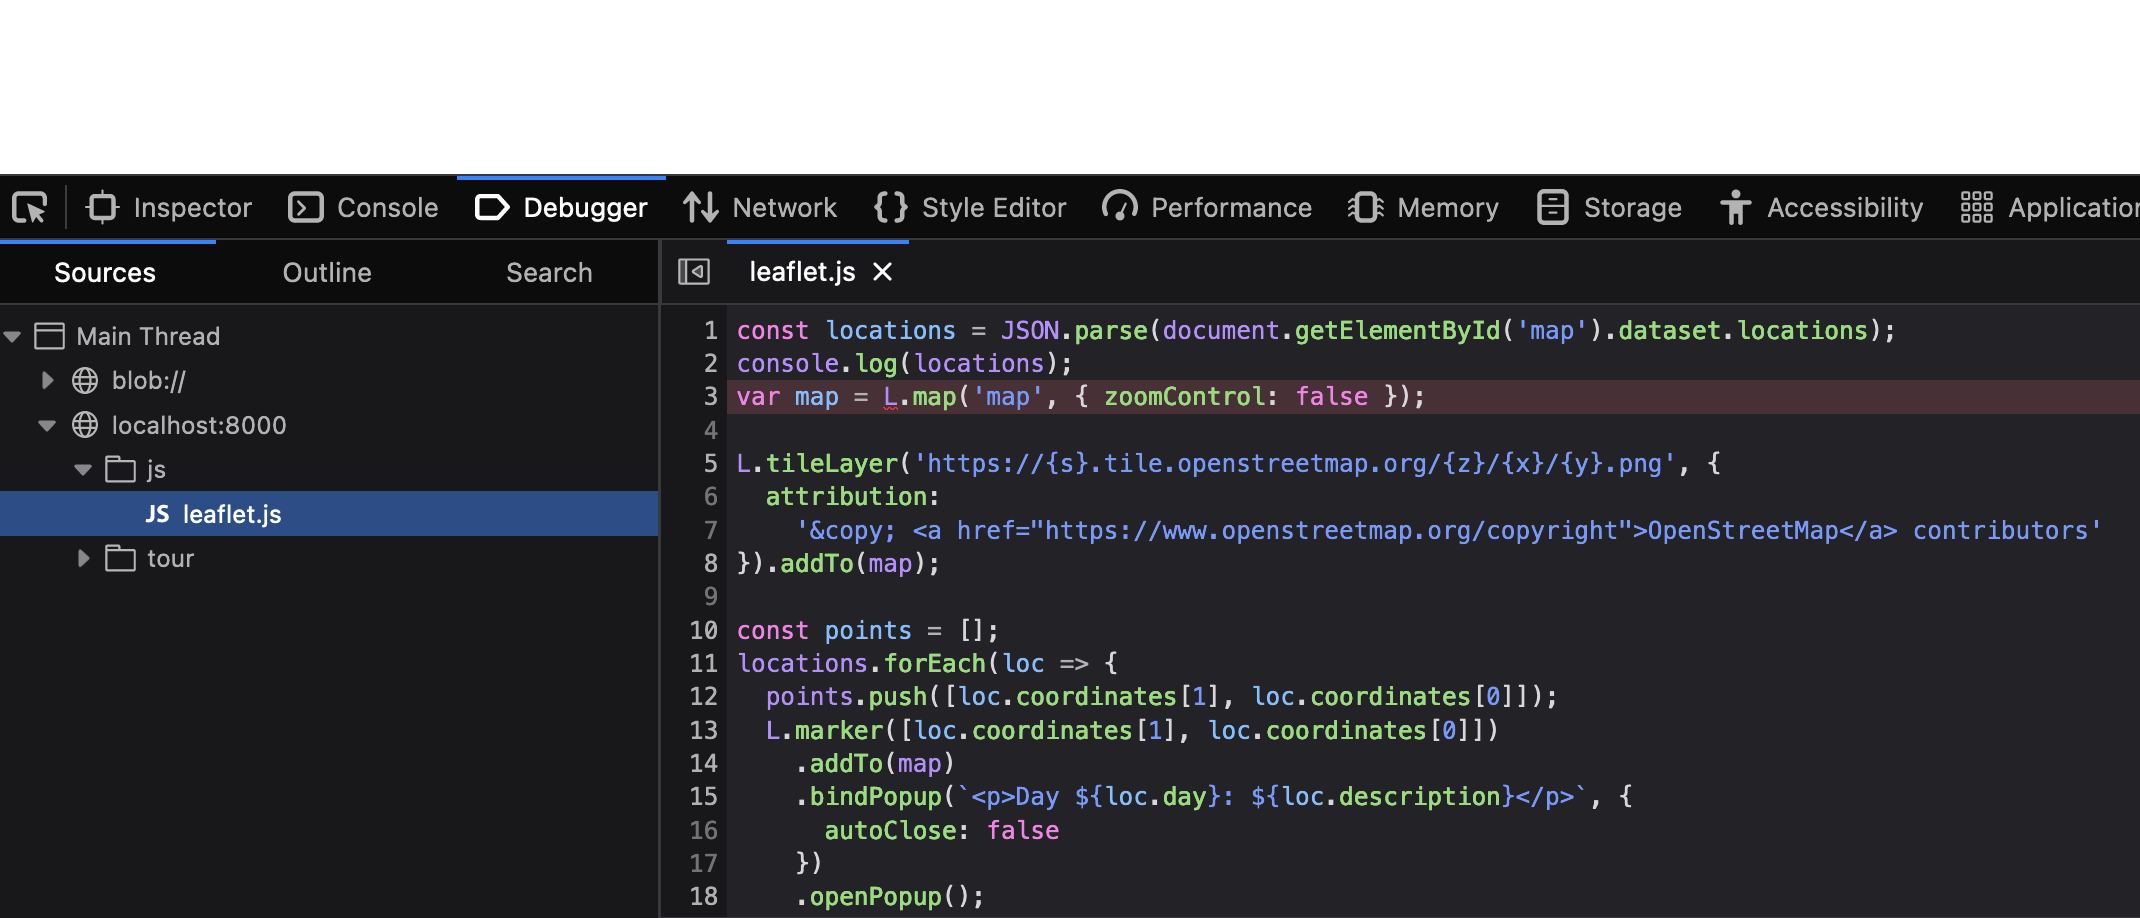 Inspector Console Debugger Network Style Editor Performance Memory Storage Accessibility Application
Sources Outline Search
leaflet.js
Main Thread
blob://
localhost:8000
js
JS leaflet.js
tour
1 const locations = JSON.parse(document.getElementById('map').dataset.locations);
2 console.log(locations);
3 var map = L.map('map', { zoomControl: false });
4
5 L.tileLayer('https://{s}.tile.openstreetmap.org/{z}/{x}/{y}.png', {
6   attribution:
7     '&copy; <a href="https://www.openstreetmap.org/copyright">OpenStreetMap</a> contributors'
8 }).addTo(map);
9
10 const points = [];
11 locations.forEach(loc => {
12   points.push([loc.coordinates[1], loc.coordinates[0]]);
13   L.marker([loc.coordinates[1], loc.coordinates[0]])
14     .addTo(map)
15     .bindPopup(`<p>Day ${loc.day}: ${loc.description}</p>`, {
16       autoClose: false
17     })
18     .openPopup();